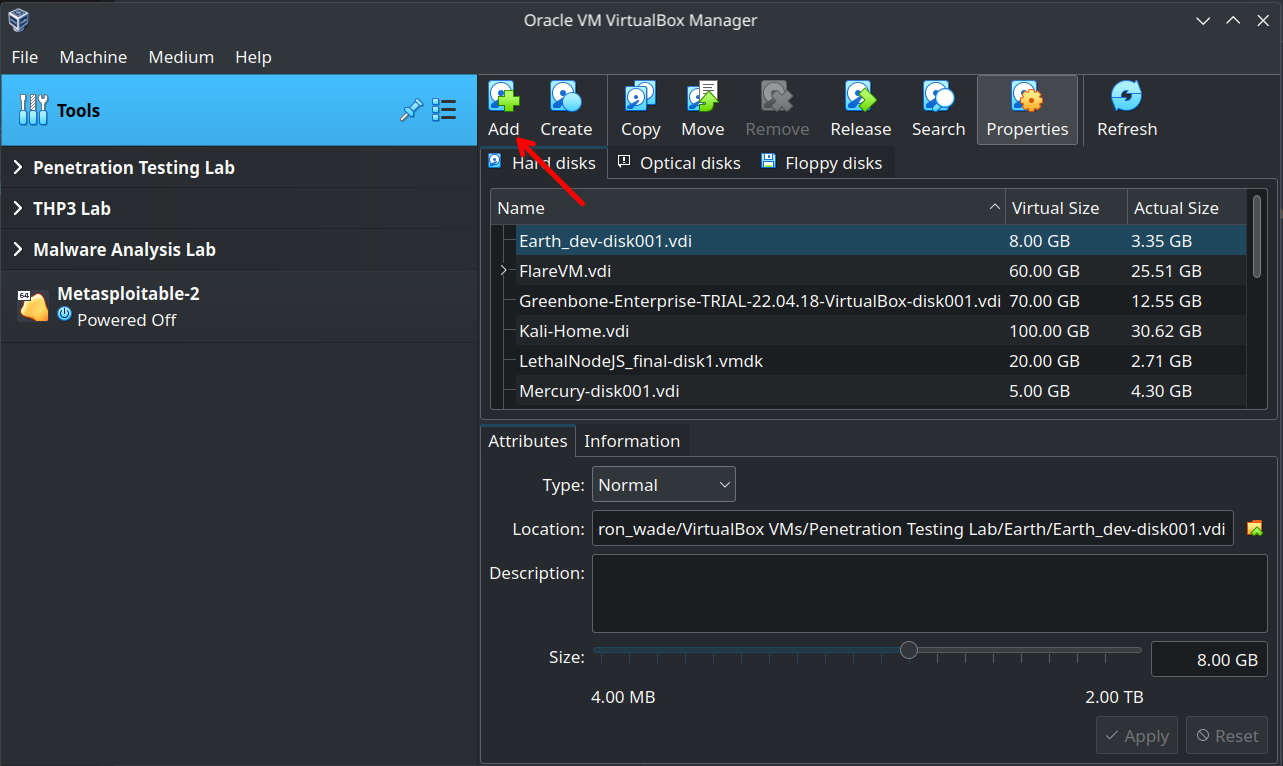 Oracle VM VirtualBox Manager
File Machine Medium Help
Tools
Penetration Testing Lab
THP3 Lab
Malware Analysis Lab
64
Metasploitable-2
Powered Off
Add Create Copy Move Remove Release Search Properties Refresh
Hard disks Optical disks Floppy disks
Name Virtual Size Actual Size
Earth_dev-disk001.vdi 8.00 GB 3.35 GB
FlareVM.vdi 60.00 GB 25.51 GB
Greenbone-Enterprise-TRIAL-22.04.18-VirtualBox-disk001.vdi 70.00 GB 12.55 GB
Kali-Home.vdi 100.00 GB 30.62 GB
LethalNodeJS_final-disk1.vmdk 20.00 GB 2.71 GB
Mercury-disk001.vdi 5.00 GB 4.30 GB
Attributes Information
Type: Normal
Location: ron_wade/VirtualBox VMs/Penetration Testing Lab/Earth/Earth_dev-disk001.vdi
Description:
Size: 8.00 GB
4.00 MB 2.00 TB
Apply Reset